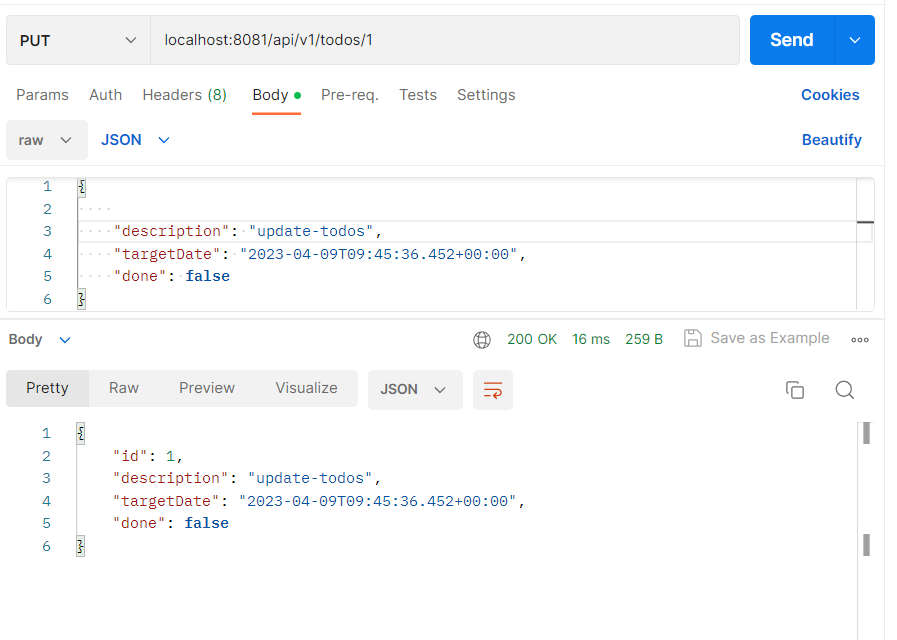 PUT localhost:8081/api/v1/todos/1 Send
Params Auth Headers (8) Body Pre-req. Tests Settings Cookies
raw JSON Beautify
1 {
2
3 "description": "update-todos",
4 "targetDate": "2023-04-09T09:45:36.452+00:00",
5 "done": false
6 }
Body 200 OK 16 ms 259 B Save as Example
Pretty Raw Preview Visualize JSON
1 {
2 "id": 1,
3 "description": "update-todos",
4 "targetDate": "2023-04-09T09:45:36.452+00:00",
5 "done": false
6 }